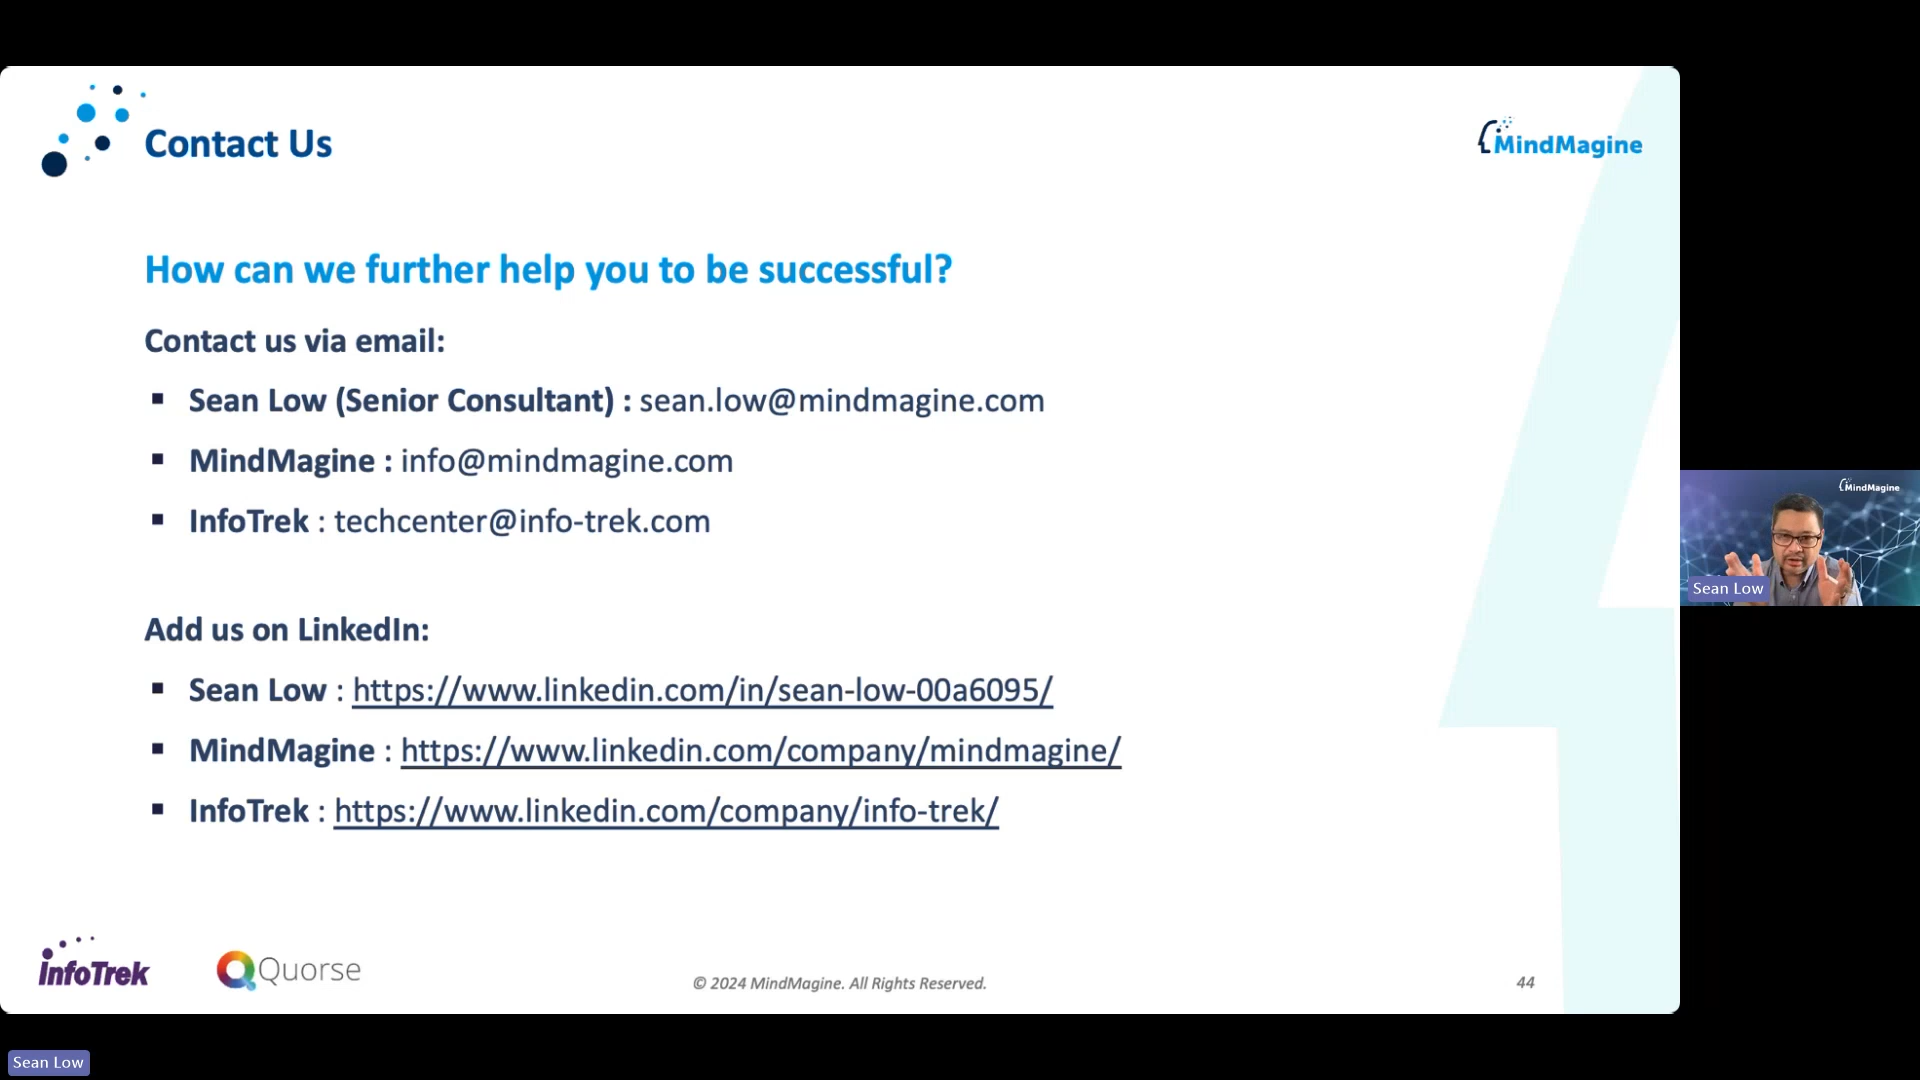 Contact Us
MindMagine
How can we further help you to be successful?
Contact us via email:
▪ Sean Low (Senior Consultant) : sean.low@mindmagine.com
▪ MindMagine : info@mindmagine.com
▪ InfoTrek : techcenter@info-trek.com
MindMagine
Sean Low
Add us on LinkedIn:
▪ Sean Low : https://www.linkedin.com/in/sean-low-00a6095/
▪ MindMagine : https://www.linkedin.com/company/mindmagine/
▪ InfoTrek : https://www.linkedin.com/company/info-trek/
InfoTrek
Quorse
© 2024 MindMagine. All Rights Reserved.
44
Sean Low